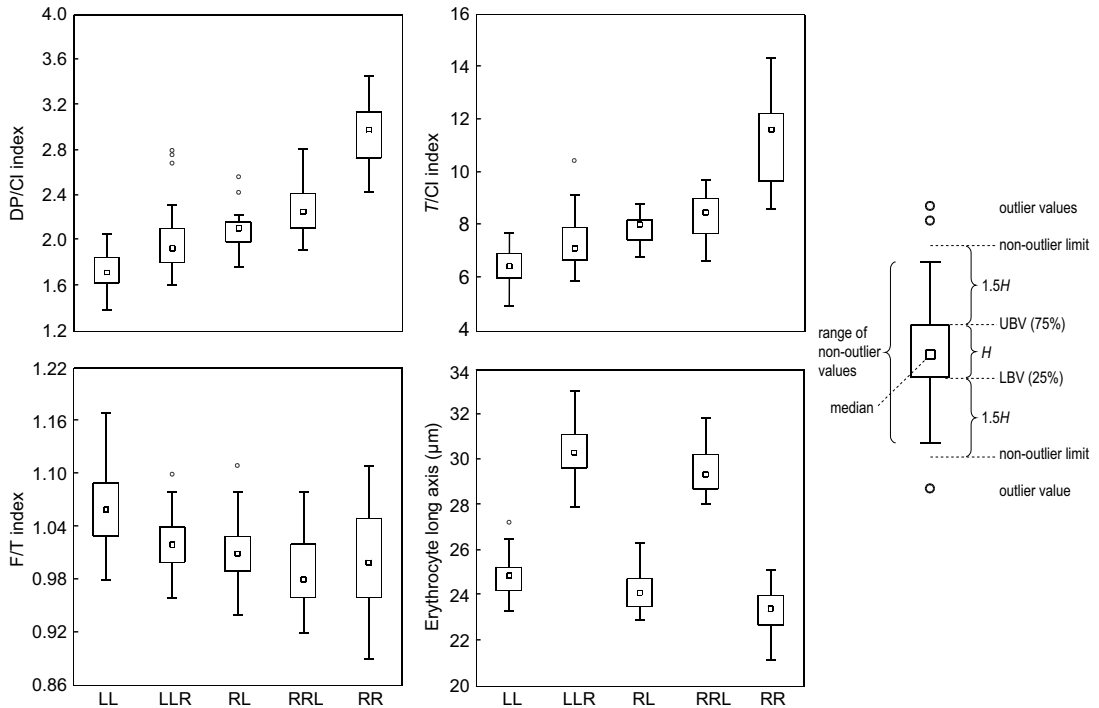 4.0
3.6
3.2
2.8
2.4
2.0
1.6
1.2
DP/CI index
16
14
12
10
8
6
4
T/CI index
1.22
1.16
1.10
1.04
0.98
0.92
0.86
F/T index
LL LLR RL RRL RR
34
32
30
28
26
24
22
20
Erythrocyte long axis (µm)
LL LLR RL RRL RR
outlier values
non-outlier limit
1.5H
UBV (75%)
range of
non-outlier
values
H
LBV (25%)
median
1.5H
non-outlier limit
outlier value